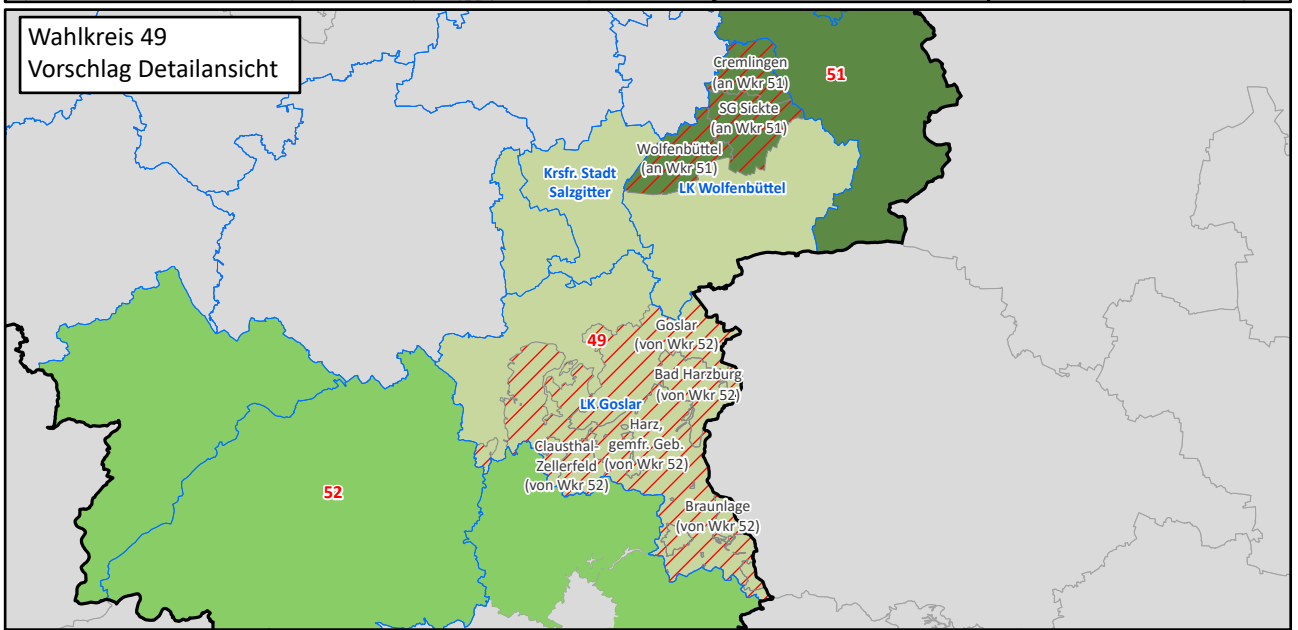 Wahlkreis 49
Vorschlag Detailansicht
Cremlingen
(an Wkr 51)
51
SG Sickte
(an Wkr 51)
Wolfenbüttel
(an Wkr 51)
Krsfr. Stadt
Salzgitter
LK Wolfenbüttel
49
Goslar
(von Wkr 52)
Bad Harzburg
(von Wkr 52)
LK Goslar
Harz,
gemfr. Geb.
(von Wkr 52)
Clausthal-
Zellerfeld
(von Wkr 52)
52
Braunlage
(von Wkr 52)